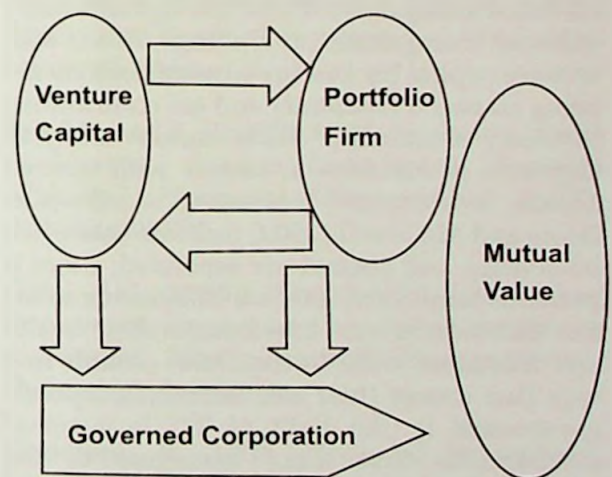 Venture
Capital
Portfolio
Firm
Mutual
Value
Governed Corporation